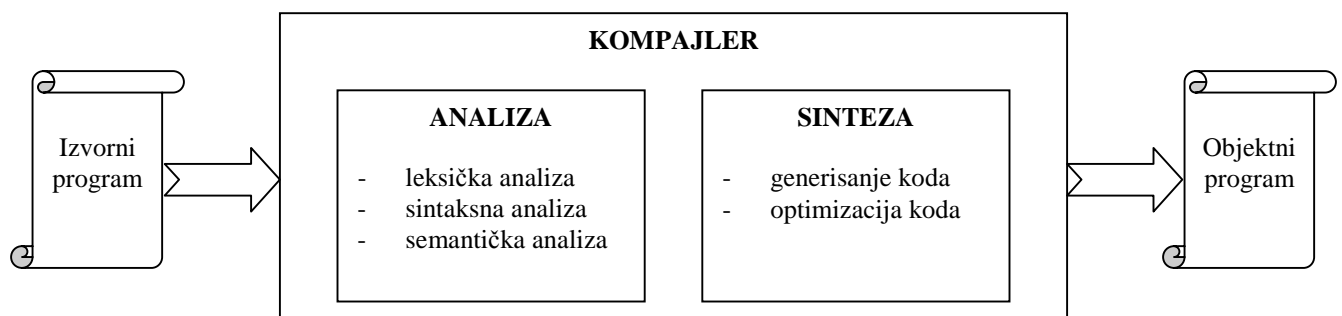 KOMPAJLER
Izvorni
program
ANALIZA
- leksička analiza
- sintaksna analiza
- semantička analiza
SINTEZA
- generisanje koda
- optimizacija koda
Objektni
program